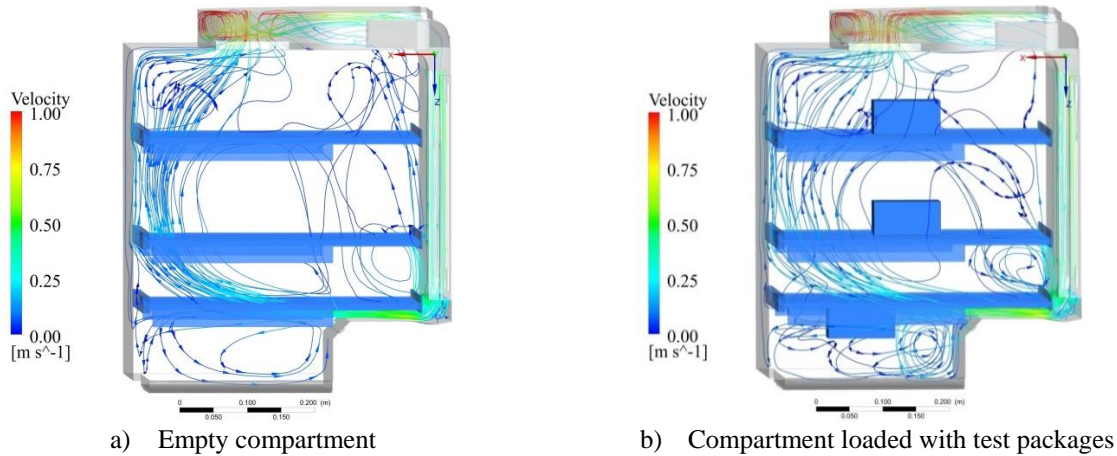 Velocity
1.00
0.75
0.50
0.25
0.00
[m s^-1]
X
Z
0 0.100 0.200 (m)
0.050 0.150
a) Empty compartment
Velocity
1.00
0.75
0.50
0.25
0.00
[m s^-1]
X
Z
0 0.100 0.200 (m)
0.050 0.150
b) Compartment loaded with test packages